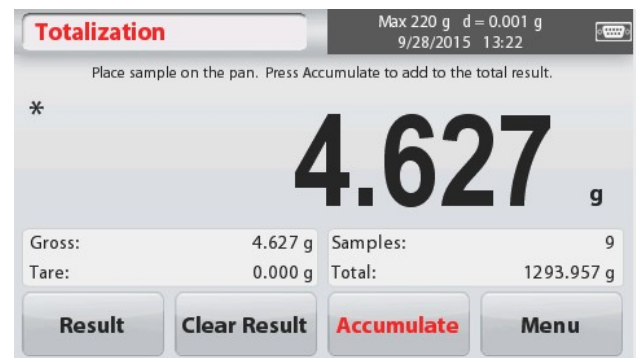 Totalization
Max 220 g d = 0.001 g
9/28/2015 13:22
Place sample on the pan. Press Accumulate to add to the total result.
*
4.627 g
Gross: 4.627 g
Tare: 0.000 g
Samples: 9
Total: 1293.957 g
Result
Clear Result
Accumulate
Menu